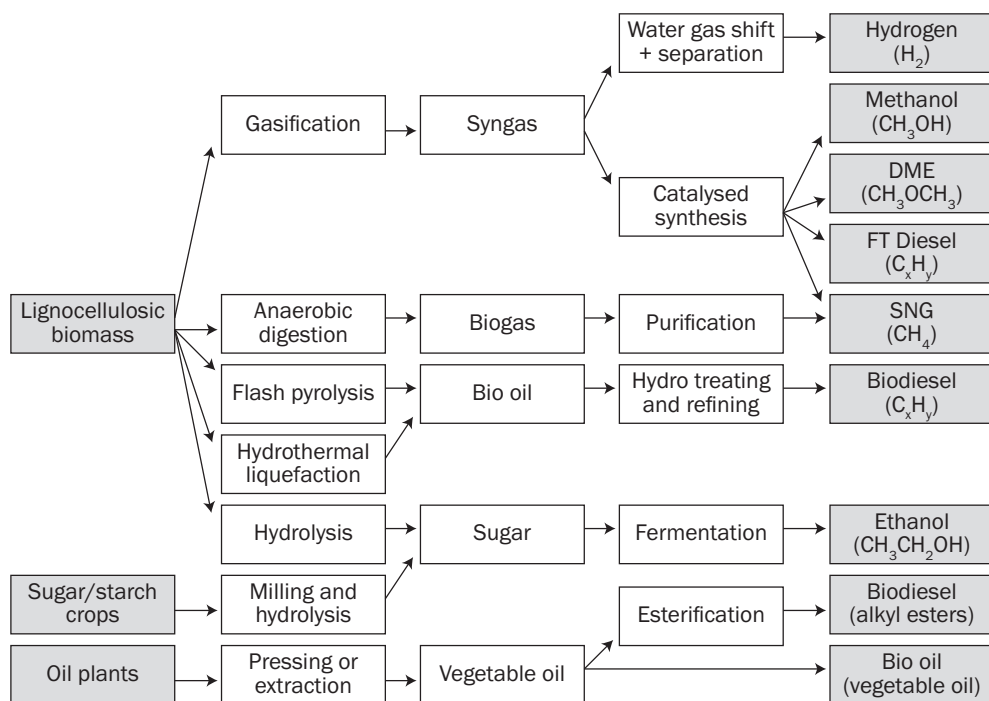 Water gas shift
+ separation
Hydrogen
(H₂)
Gasification
Syngas
Methanol
(CH₃OH)
Catalysed
synthesis
DME
(CH₃OCH₃)
FT Diesel
(CₓHᵧ)
Lignocellulosic
biomass
Anaerobic
digestion
Biogas
Purification
SNG
(CH₄)
Flash pyrolysis
Bio oil
Hydro treating
and refining
Biodiesel
(CₓHᵧ)
Hydrothermal
liquefaction
Hydrolysis
Sugar
Fermentation
Ethanol
(CH₃CH₂OH)
Sugar/starch
crops
Milling and
hydrolysis
Esterification
Biodiesel
(alkyl esters)
Oil plants
Pressing or
extraction
Vegetable oil
Bio oil
(vegetable oil)